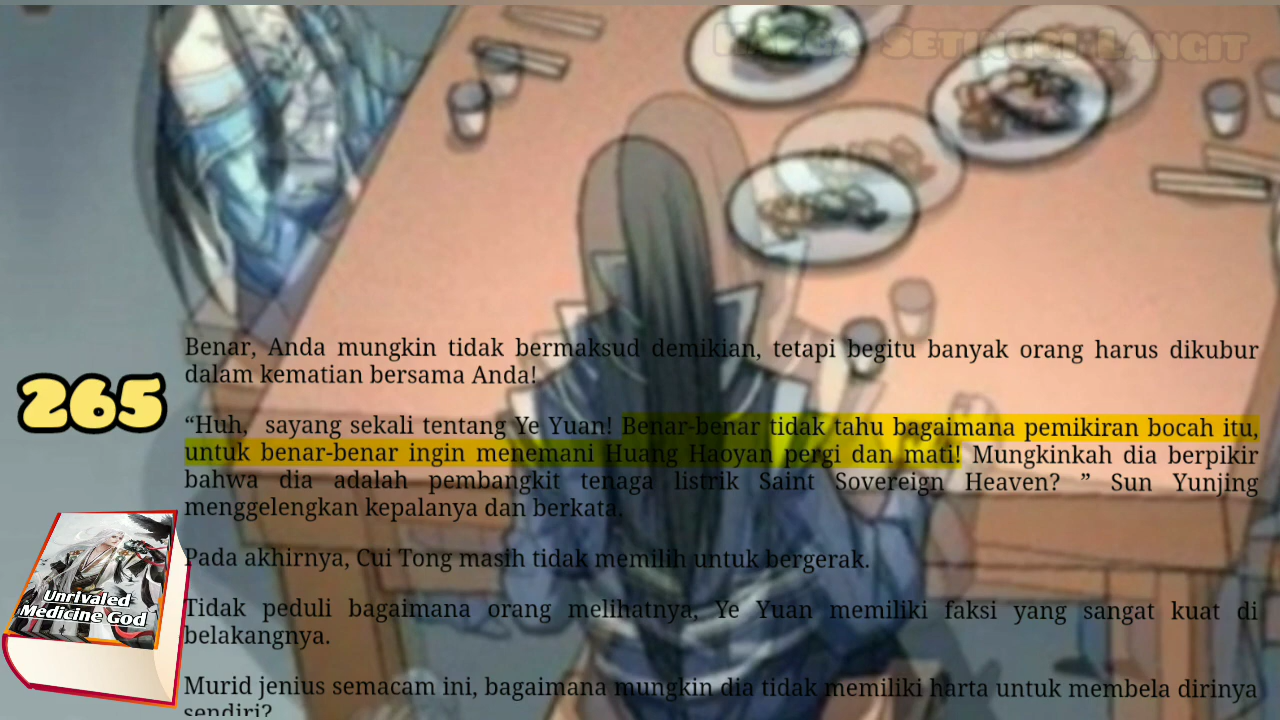 Setinggi Langit
Benar, Anda mungkin tidak bermaksud demikian, tetapi begitu banyak orang harus dikubur
dalam kematian bersama Anda!
265
“Huh, sayang sekali tentang Ye Yuan! Benar-benar tidak tahu bagaimana pemikiran bocah itu,
untuk benar-benar ingin menemani Huang Haoyan pergi dan mati! Mungkinkah dia berpikir
bahwa dia adalah pembangkit tenaga listrik Saint Sovereign Heaven? ” Sun Yunjing
menggelengkan kepalanya dan berkata.
Pada akhirnya, Cui Tong masih tidak memilih untuk bergerak.
Tidak peduli bagaimana orang melihatnya, Ye Yuan memiliki faksi yang sangat kuat di
belakangnya.
Unrivaled
Medicine God
Murid jenius semacam ini, bagaimana mungkin dia tidak memiliki harta untuk membela dirinya
sendiri?